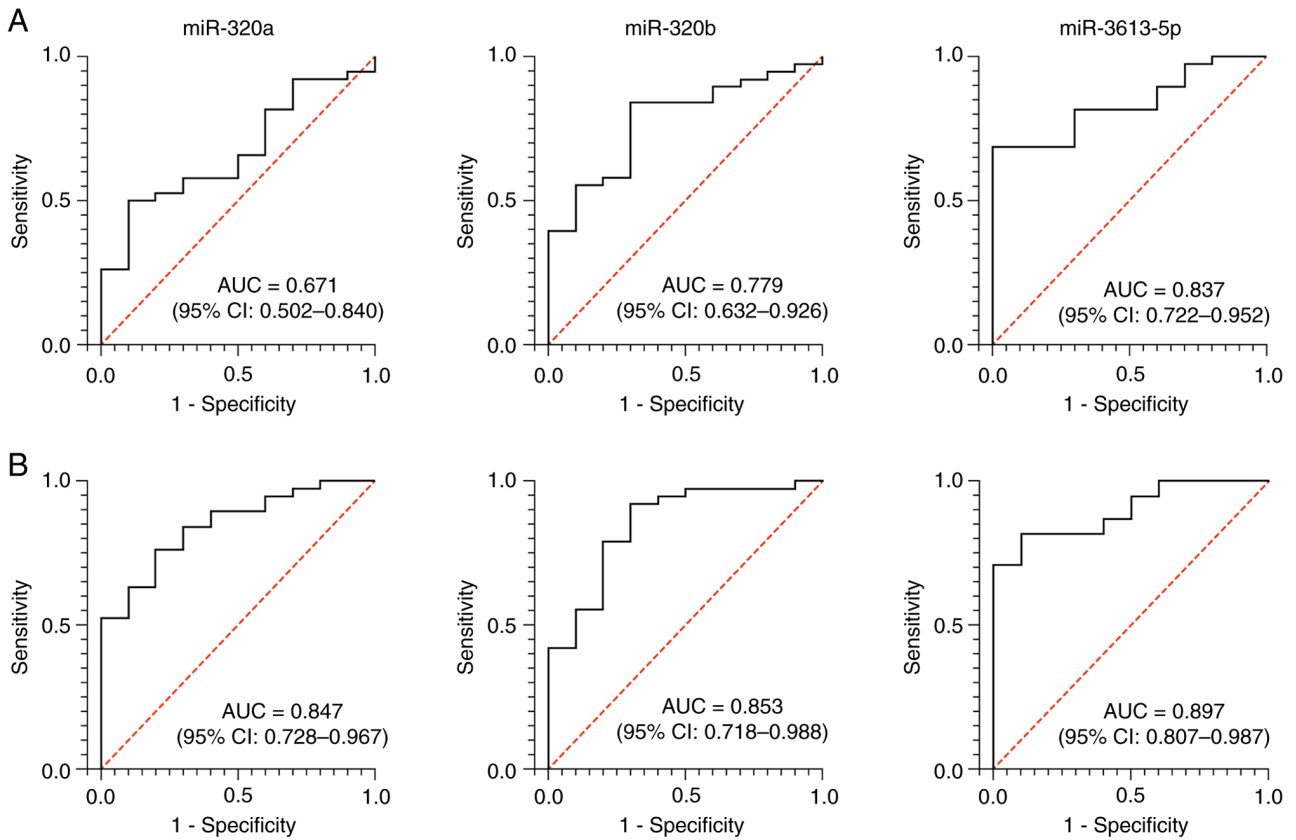 A
miR-320a
miR-320b
miR-3613-5p
1.0
0.5
0.0
Sensitivity
AUC = 0.671
(95% CI: 0.502–0.840)
0.0
0.5
1.0
1 - Specificity
1.0
0.5
0.0
Sensitivity
AUC = 0.779
(95% CI: 0.632–0.926)
0.0
0.5
1.0
1 - Specificity
1.0
0.5
0.0
Sensitivity
AUC = 0.837
(95% CI: 0.722–0.952)
0.0
0.5
1.0
1 - Specificity
B
1.0
0.5
0.0
Sensitivity
AUC = 0.847
(95% CI: 0.728–0.967)
0.0
0.5
1.0
1 - Specificity
1.0
0.5
0.0
Sensitivity
AUC = 0.853
(95% CI: 0.718–0.988)
0.0
0.5
1.0
1 - Specificity
1.0
0.5
0.0
Sensitivity
AUC = 0.897
(95% CI: 0.807–0.987)
0.0
0.5
1.0
1 - Specificity